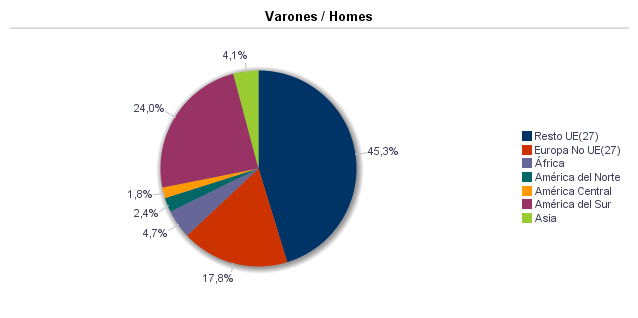 Varones / Homes
4,1%
24,0%
45,3%
1,8%
2,4%
4,7%
17,8%
Resto UE(27)
Europa No UE(27)
África
América del Norte
América Central
América del Sur
Asia